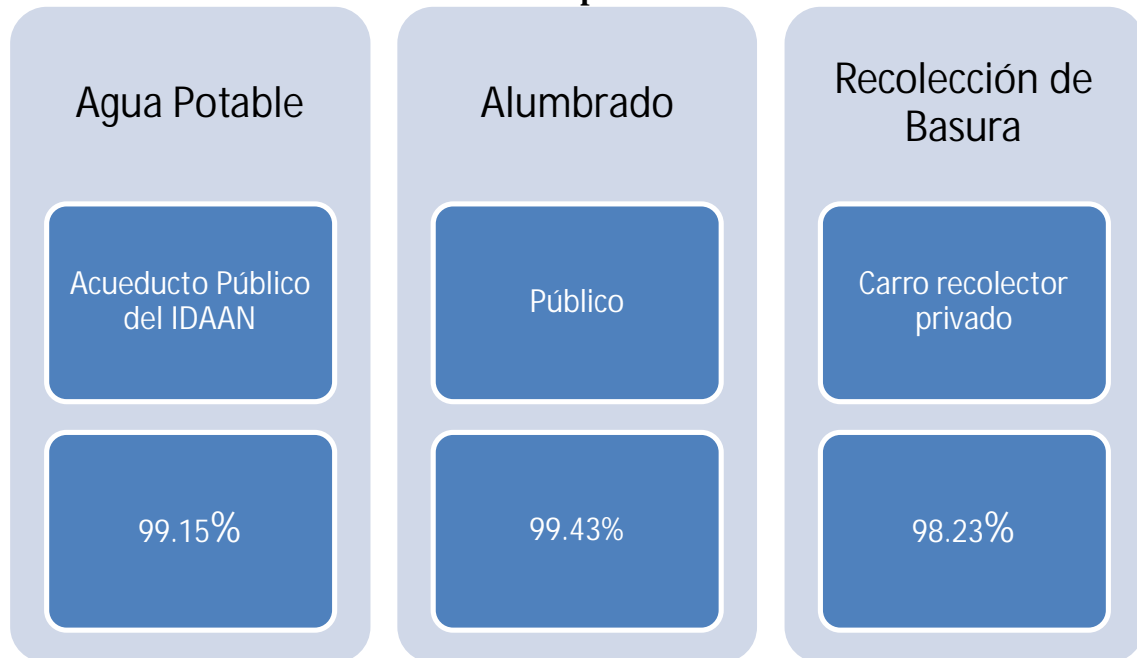 Agua Potable
Acueducto Público
del IDAAN
99.15%
Alumbrado
Público
99.43%
Recolección de
Basura
Carro recolector
privado
98.23%